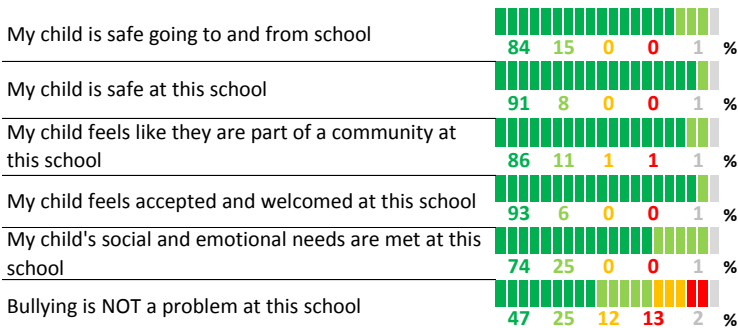 My child is safe going to and from school
84 15 0 0 1 %
My child is safe at this school
91 8 0 0 1 %
My child feels like they are part of a community at
this school
86 11 1 1 1 %
My child feels accepted and welcomed at this school
93 6 0 0 1 %
My child's social and emotional needs are met at this
school
74 25 0 0 1 %
Bullying is NOT a problem at this school
47 25 12 13 2 %